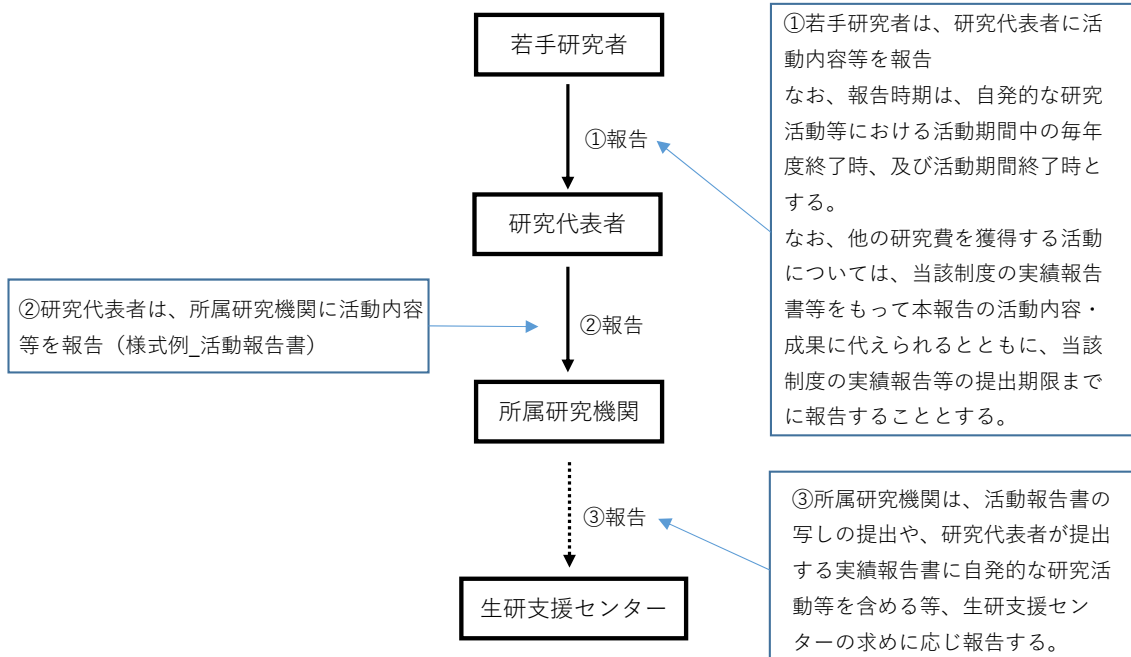 若手研究者
①報告
研究代表者
②報告
所属研究機関
③報告
生研支援センター
①若手研究者は、研究代表者に活
動内容等を報告
なお、報告時期は、自発的な研究
活動等における活動期間中の毎年
度終了時、及び活動期間終了時と
する。
なお、他の研究費を獲得する活動
については、当該制度の実績報告
書等をもって本報告の活動内容・
成果に代えられるとともに、当該
制度の実績報告等の提出期限まで
に報告することとする。
②研究代表者は、所属研究機関に活動内容
等を報告（様式例_活動報告書）
③所属研究機関は、活動報告書の
写しの提出や、研究代表者が提出
する実績報告書に自発的な研究活
動等を含める等、生研支援セン
ターの求めに応じ報告する。